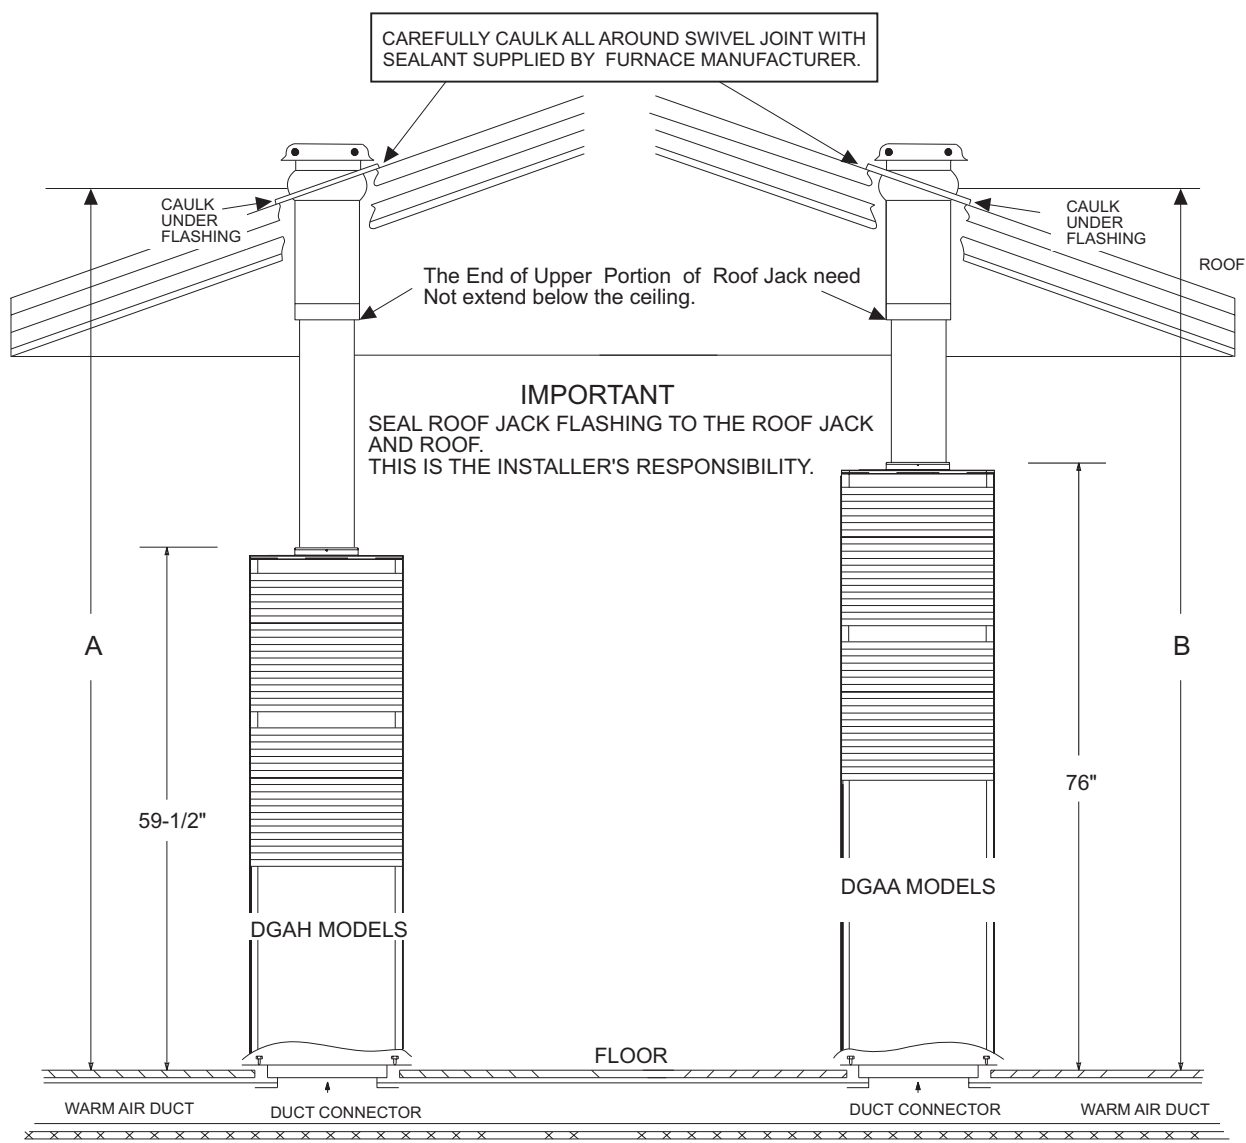 CAREFULLY CAULK ALL AROUND SWIVEL JOINT WITH
SEALANT SUPPLIED BY FURNACE MANUFACTURER.
CAULK
UNDER
FLASHING
CAULK
UNDER
FLASHING
ROOF
The End of Upper Portion of Roof Jack need
Not extend below the ceiling.
IMPORTANT
SEAL ROOF JACK FLASHING TO THE ROOF JACK
AND ROOF.
THIS IS THE INSTALLER'S RESPONSIBILITY.
A
B
59-1/2"
76"
DGAH MODELS
DGAA MODELS
FLOOR
WARM AIR DUCT
DUCT CONNECTOR
DUCT CONNECTOR
WARM AIR DUCT